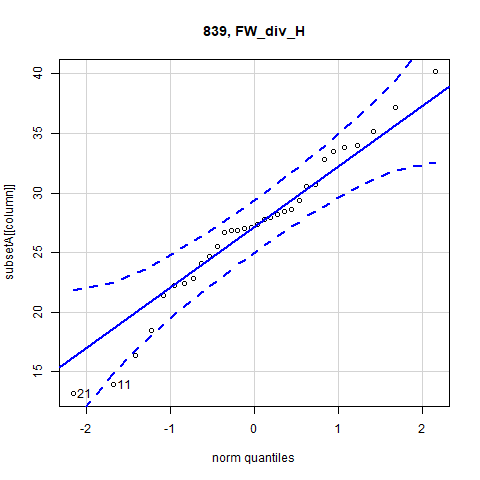 839, FW_div_H
subsetA[[column]]
40
35
30
25
20
15
21
11
-2 -1 0 1 2
norm quantiles